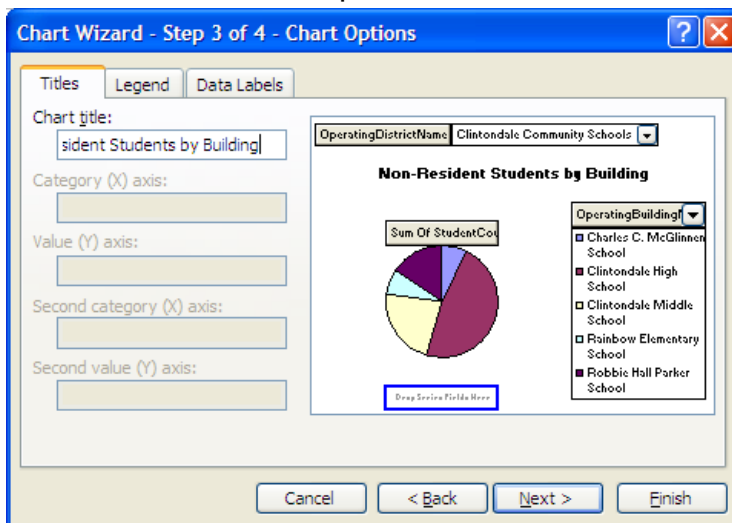 Chart Wizard - Step 3 of 4 - Chart Options
Titles
Legend
Data Labels
Chart title:
sident Students by Building
Category (X) axis:
Value (Y) axis:
Second category (X) axis:
Second value (Y) axis:
OperatingDistrictName Clintondale Community Schools
Non-Resident Students by Building
Sum Of StudentCou
OperatingBuildingN
Charles C. McGlinnen
School
Clintondale High
School
Clintondale Middle
School
Rainbow Elementary
School
Robbie Hall Parker
School
Drop Series Fields Here
Cancel
< Back
Next >
Finish